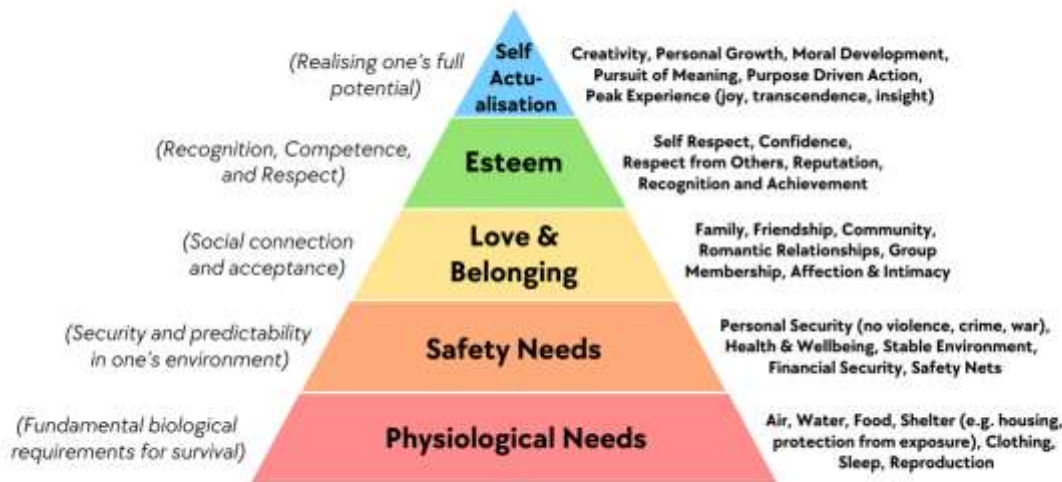 (Realising one's full
potential)
Self
Actu-
alisation
Creativity, Personal Growth, Moral Development,
Pursuit of Meaning, Purpose Driven Action,
Peak Experience (joy, transcendence, insight)
(Recognition, Competence,
and Respect)
Esteem
Self Respect, Confidence,
Respect from Others, Reputation,
Recognition and Achievement
(Social connection
and acceptance)
Love &
Belonging
Family, Friendship, Community,
Romantic Relationships, Group
Membership, Affection & Intimacy
(Security and predictability
in one's environment)
Safety Needs
Personal Security (no violence, crime, war),
Health & Wellbeing, Stable Environment,
Financial Security, Safety Nets
(Fundamental biological
requirements for survival)
Physiological Needs
Air, Water, Food, Shelter (e.g. housing,
protection from exposure), Clothing,
Sleep, Reproduction